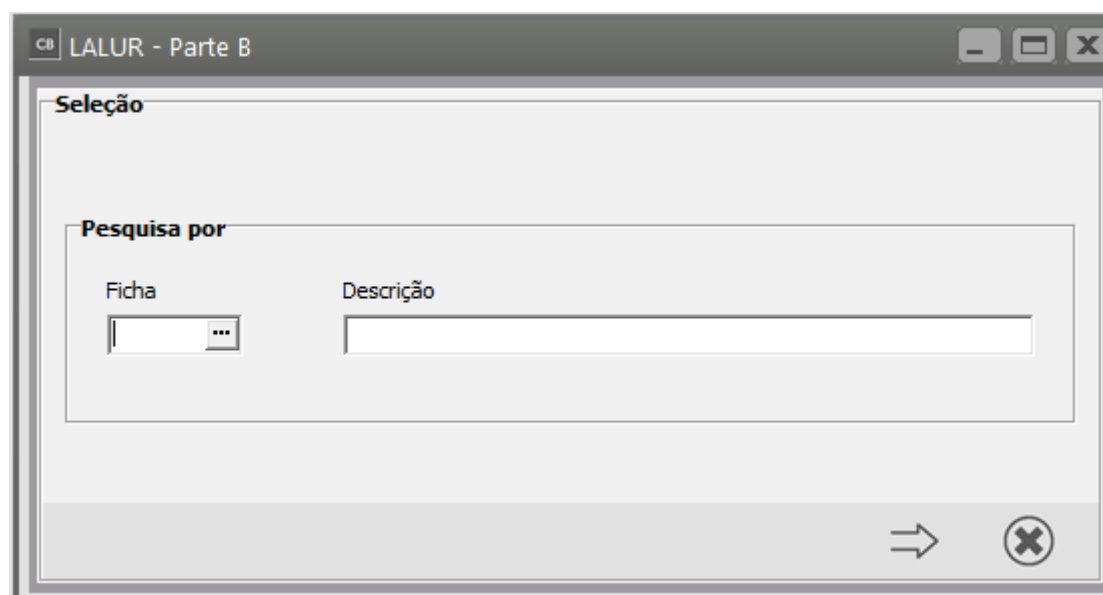 CB LALUR - Parte B
Seleção
Pesquisa por
Ficha Descrição
...